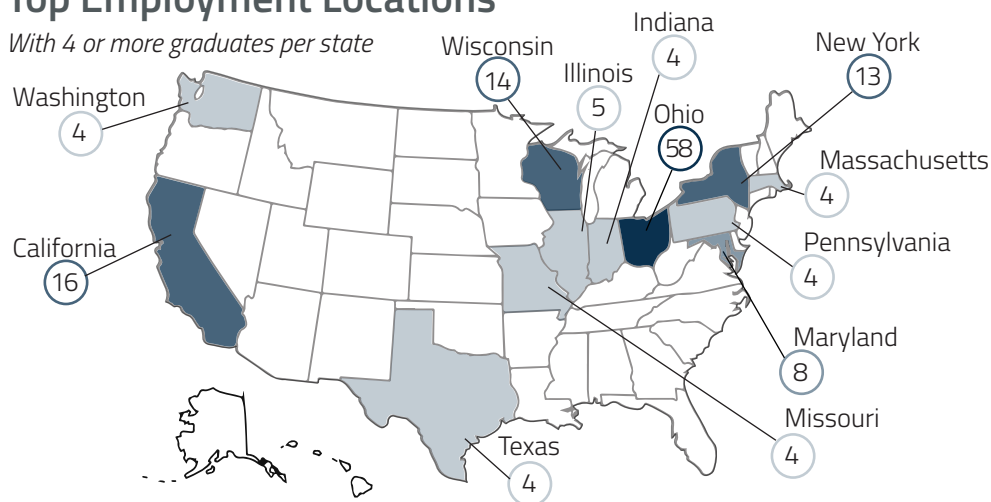 Top Employment Locations
With 4 or more graduates per state
Washington
4
California
16
Wisconsin
14
Illinois
5
Indiana
4
Ohio
58
New York
13
Massachusetts
4
Pennsylvania
4
Maryland
8
Missouri
4
Texas
4